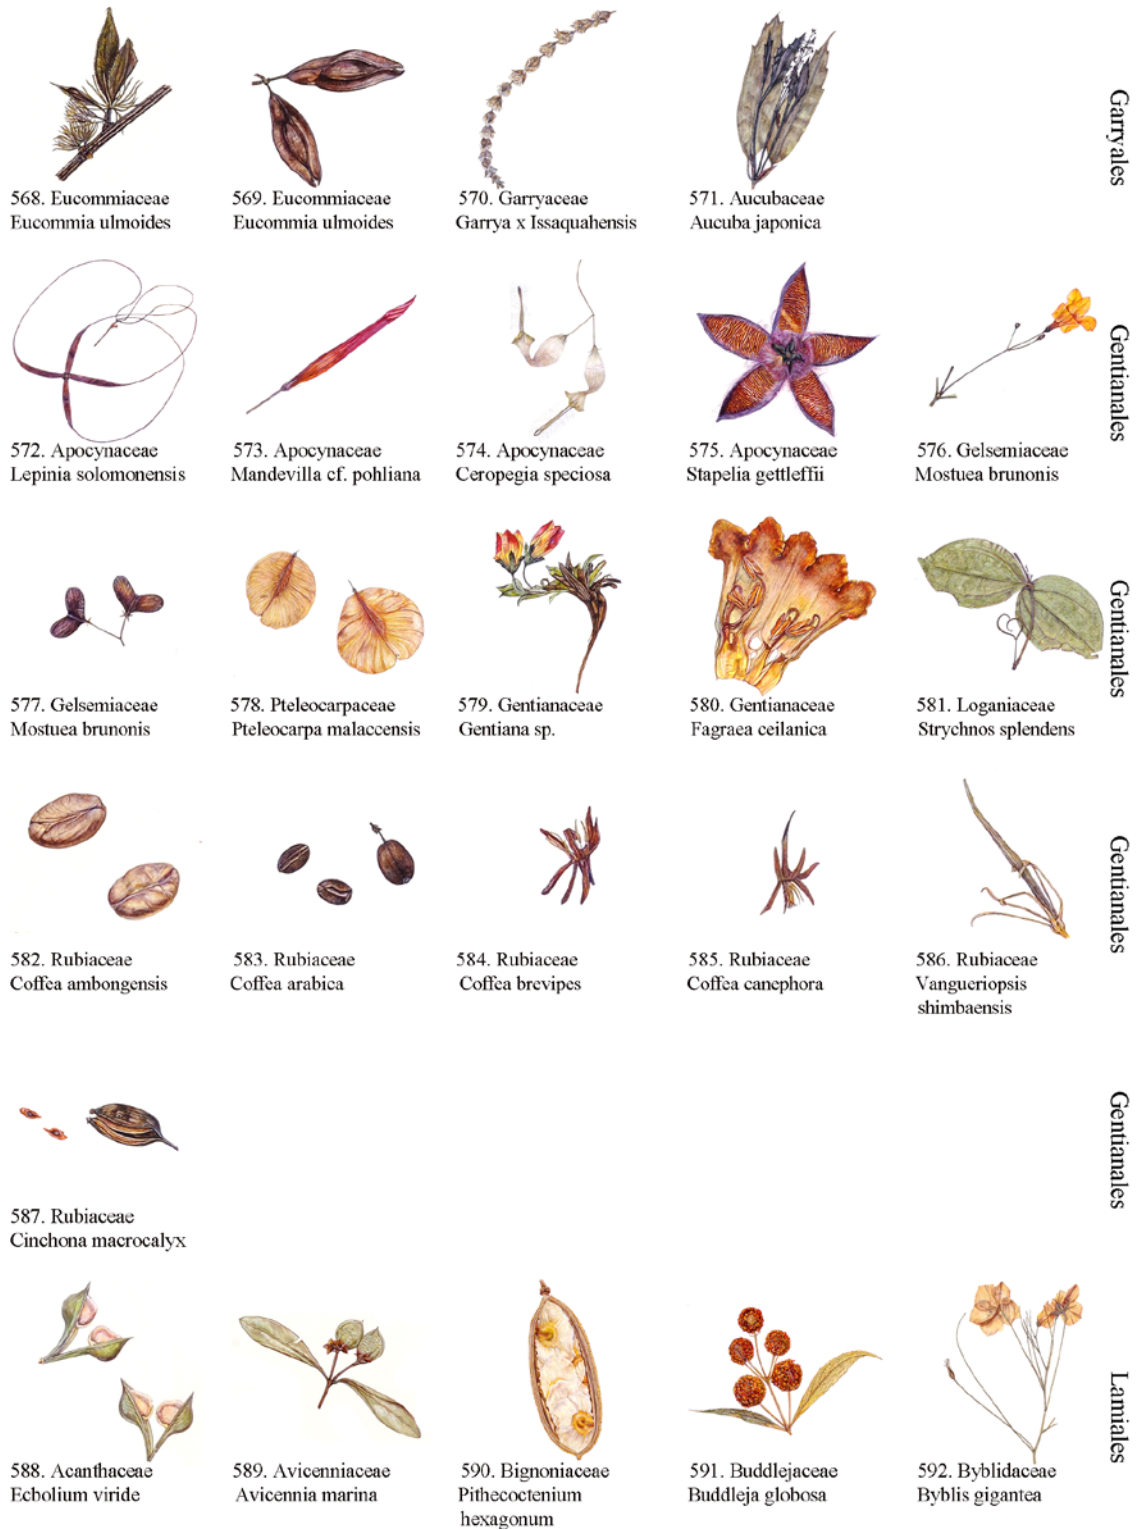 Garryales
568. Eucommiaceae
Eucommia ulmoides
569. Eucommiaceae
Eucommia ulmoides
570. Garryaceae
Garrya x Issaquahensis
571. Aucubaceae
Aucuba japonica
Gentianales
572. Apocynaceae
Lepinia solomonensis
573. Apocynaceae
Mandevilla cf. pohliana
574. Apocynaceae
Ceropegia speciosa
575. Apocynaceae
Stapelia gettleffii
576. Gelsemiaceae
Mostuea brunonis
Gentianales
577. Gelsemiaceae
Mostuea brunonis
578. Pteleocarpaceae
Pteleocarpa malaccensis
579. Gentianaceae
Gentiana sp.
580. Gentianaceae
Fagraea ceilanica
581. Loganiaceae
Strychnos splendens
Gentianales
582. Rubiaceae
Coffea ambongensis
583. Rubiaceae
Coffea arabica
584. Rubiaceae
Coffea brevipes
585. Rubiaceae
Coffea canephora
586. Rubiaceae
Vangueriopsis
shimbaensis
Gentianales
587. Rubiaceae
Cinchona macrocalyx
Lamiales
588. Acanthaceae
Ecbolium viride
589. Avicenniaceae
Avicennia marina
590. Bignoniaceae
Pithecoctenium
hexagonum
591. Buddlejaceae
Buddleja globosa
592. Byblidaceae
Byblis gigantea